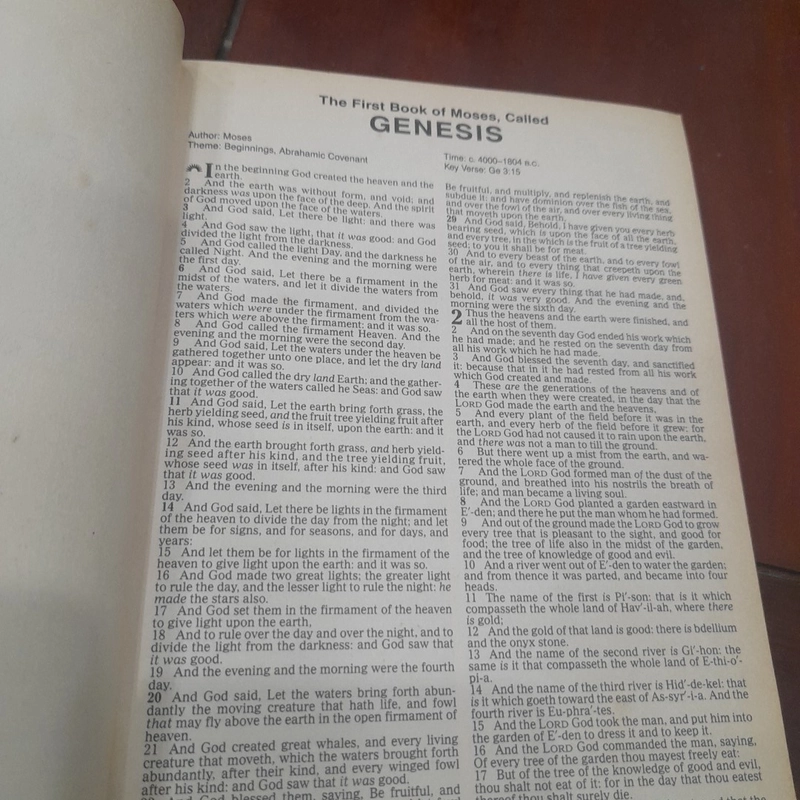 The First Book of Moses, Called
GENESIS
Author: Moses
Theme: Beginnings, Abrahamic Covenant
Time: c. 4000–1804 B.C.
Key Verse: Ge 3:15
In the beginning God created the heaven and the
earth.
2 And the earth was without form, and void; and
darkness was upon the face of the deep. And the spirit
of God moved upon the face of the waters.
3 And God said, Let there be light: and there was
light.
4 And God saw the light, that it was good: and God
divided the light from the darkness.
5 And God called the light Day, and the darkness he
called Night. And the evening and the morning were
the first day.
6 And God said, Let there be a firmament in the
midst of the waters, and let it divide the waters from
the waters.
7 And God made the firmament, and divided the
waters which were under the firmament from the wa-
ters which were above the firmament: and it was so.
8 And God called the firmament Heaven. And the
evening and the morning were the second day.
9 And God said, Let the waters under the heaven be
gathered together unto one place, and let the dry land
appear: and it was so.
10 And God called the dry land Earth; and the gather-
ing together of the waters called he Seas: and God saw
that it was good.
11 And God said, Let the earth bring forth grass, the
herb yielding seed, and the fruit tree yielding fruit after
his kind, whose seed is in itself, upon the earth: and it
was so.
12 And the earth brought forth grass, and herb yield-
ing seed after his kind, and the tree yielding fruit,
whose seed was in itself, after his kind: and God saw
that it was good.
13 And the evening and the morning were the third
day.
14 And God said, Let there be lights in the firmament
of the heaven to divide the day from the night; and let
them be for signs, and for seasons, and for days, and
years:
15 And let them be for lights in the firmament of the
heaven to give light upon the earth: and it was so.
16 And God made two great lights; the greater light
to rule the day, and the lesser light to rule the night: he
made the stars also.
17 And God set them in the firmament of the heaven
to give light upon the earth,
18 And to rule over the day and over the night, and to
divide the light from the darkness: and God saw that
it was good.
19 And the evening and the morning were the fourth
day.
20 And God said, Let the waters bring forth abun-
dantly the moving creature that hath life, and fowl
that may fly above the earth in the open firmament of
heaven.
21 And God created great whales, and every living
creature that moveth, which the waters brought forth
abundantly, after their kind, and every winged fowl
after his kind: and God saw that it was good.
22 And God blessed them, saying, Be fruitful, and
Be fruitful, and multiply, and replenish the earth, and
subdue it: and have dominion over the fish of the sea,
and over the fowl of the air, and over every living thing
that moveth upon the earth.
29 And God said, Behold, I have given you every herb
bearing seed, which is upon the face of all the earth,
and every tree, in the which is the fruit of a tree yielding
seed; to you it shall be for meat.
30 And to every beast of the earth, and to every fowl
of the air, and to every thing that creepeth upon the
earth, wherein there is life, I have given every green
herb for meat: and it was so.
31 And God saw every thing that he had made, and,
behold, it was very good. And the evening and the
morning were the sixth day.
2 Thus the heavens and the earth were finished, and
all the host of them.
2 And on the seventh day God ended his work which
he had made; and he rested on the seventh day from
all his work which he had made.
3 And God blessed the seventh day, and sanctified
it: because that in it he had rested from all his work
which God created and made.
4 These are the generations of the heavens and of
the earth when they were created, in the day that the
LORD God made the earth and the heavens,
5 And every plant of the field before it was in the
earth, and every herb of the field before it grew: for
the LORD God had not caused it to rain upon the earth,
and there was not a man to till the ground.
6 But there went up a mist from the earth, and wa-
tered the whole face of the ground.
7 And the LORD God formed man of the dust of the
ground, and breathed into his nostrils the breath of
life; and man became a living soul.
8 And the LORD God planted a garden eastward in
E'-den; and there he put the man whom he had formed.
9 And out of the ground made the LORD God to grow
every tree that is pleasant to the sight, and good for
food; the tree of life also in the midst of the garden,
and the tree of knowledge of good and evil.
10 And a river went out of E'-den to water the garden;
and from thence it was parted, and became into four
heads.
11 The name of the first is Pi'-son: that is it which
compasseth the whole land of Hav'-il-ah, where there
is gold;
12 And the gold of that land is good: there is bdellium
and the onyx stone.
13 And the name of the second river is Gi'-hon: the
same is it that compasseth the whole land of E-thi-o'-
pi-a.
14 And the name of the third river is Hid'-de-kel: that
is it which goeth toward the east of As-syr'-i-a. And the
fourth river is Eu-phra'-tes.
15 And the LORD God took the man, and put him into
the garden of E'-den to dress it and to keep it.
16 And the LORD God commanded the man, saying,
Of every tree of the garden thou mayest freely eat:
17 But of the tree of the knowledge of good and evil,
thou shalt not eat of it: for in the day that thou eatest
thereof thou shalt surely die.